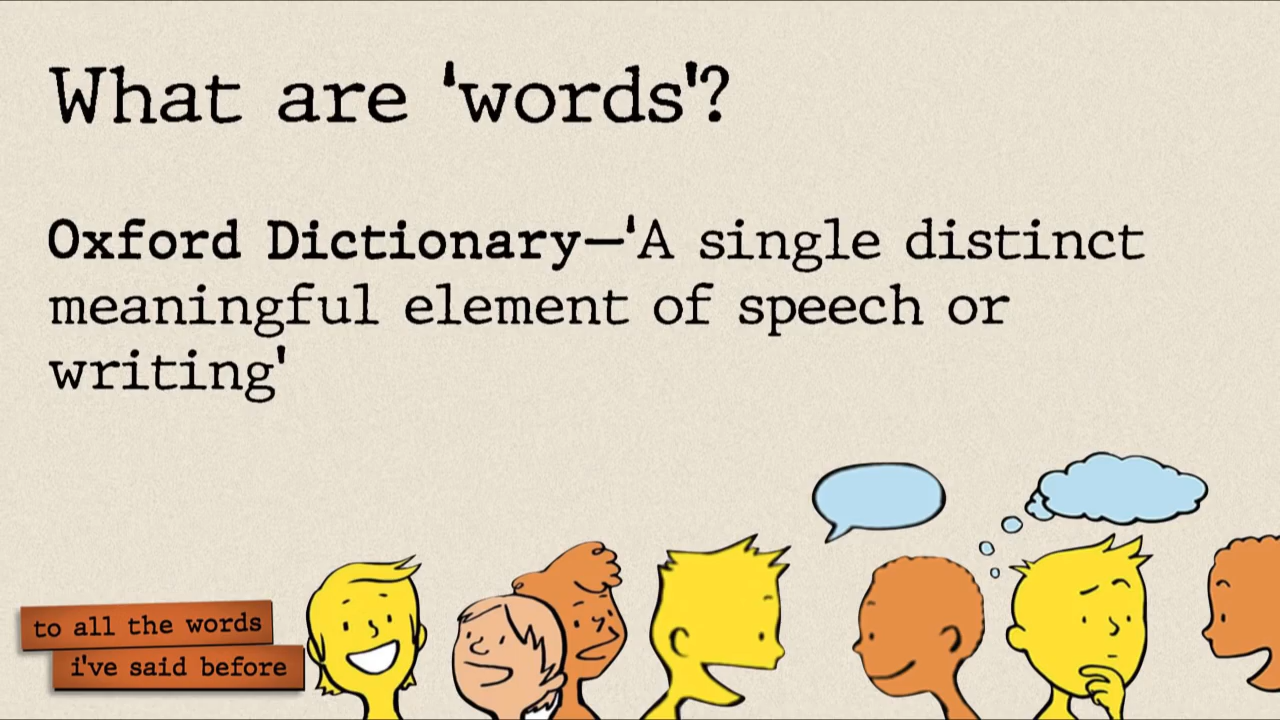 What are 'words'?
Oxford Dictionary—'A single distinct
meaningful element of speech or
writing'
to all the words
i've said before